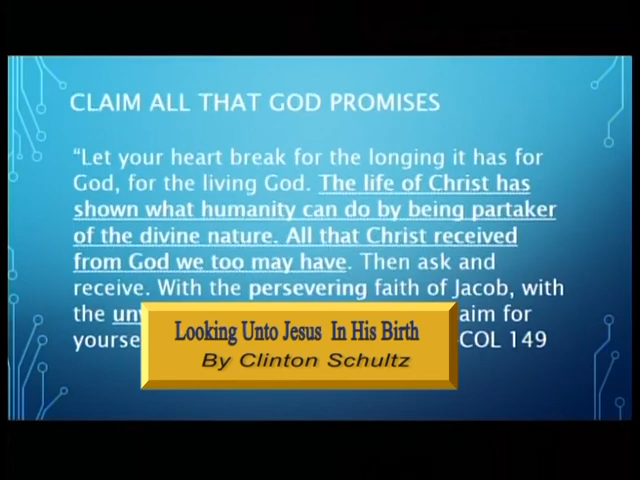 CLAIM ALL THAT GOD PROMISES
“Let your heart break for the longing it has for
God, for the living God. The life of Christ has
shown what humanity can do by being partaker
of the divine nature. All that Christ received
from God we too may have. Then ask and
receive. With the persevering faith of Jacob, with
the
yourse
COL 149
Looking Unto Jesus In His Birth
By Clinton Schultz